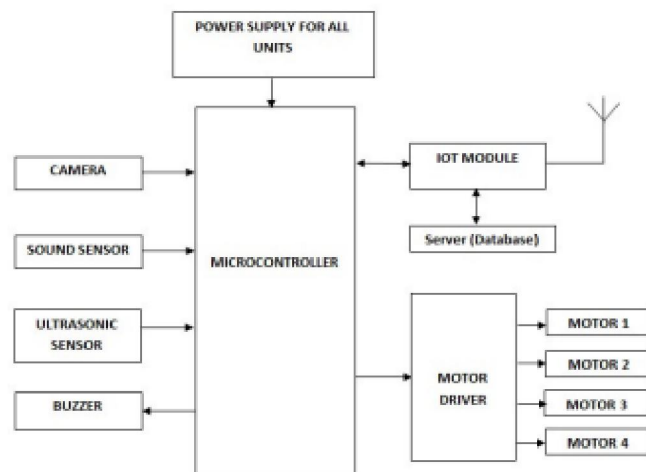 POWER SUPPLY FOR ALL
UNITS
CAMERA
SOUND SENSOR
ULTRASONIC
SENSOR
BUZZER
MICROCONTROLLER
IOT MODULE
Server (Database)
MOTOR
DRIVER
MOTOR 1
MOTOR 2
MOTOR 3
MOTOR 4